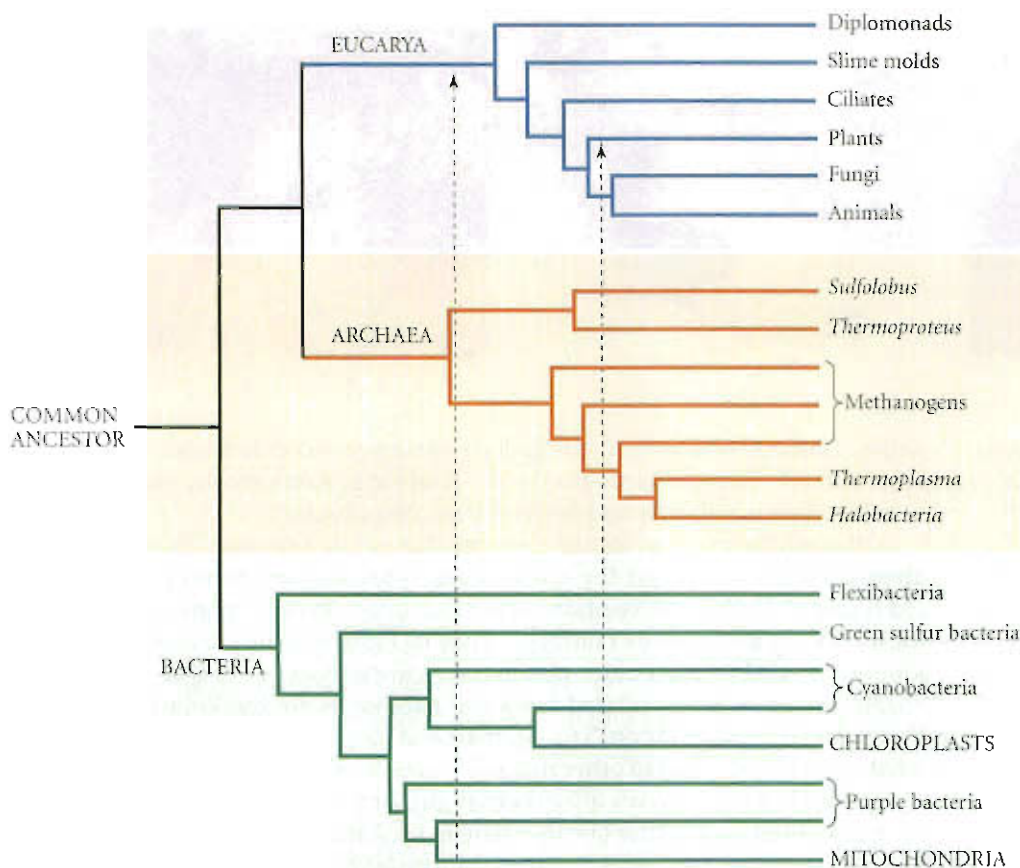 Diplomonads
EUCARYA
Slime molds
Ciliates
Plants
Fungi
Animals
Sulfolobus
ARCHAEA
Thermoproteus
Methanogens
COMMON
ANCESTOR
Thermoplasma
Halobacteria
Flexibacteria
Green sulfur bacteria
BACTERIA
Cyanobacteria
CHLOROPLASTS
Purple bacteria
MITOCHONDRIA